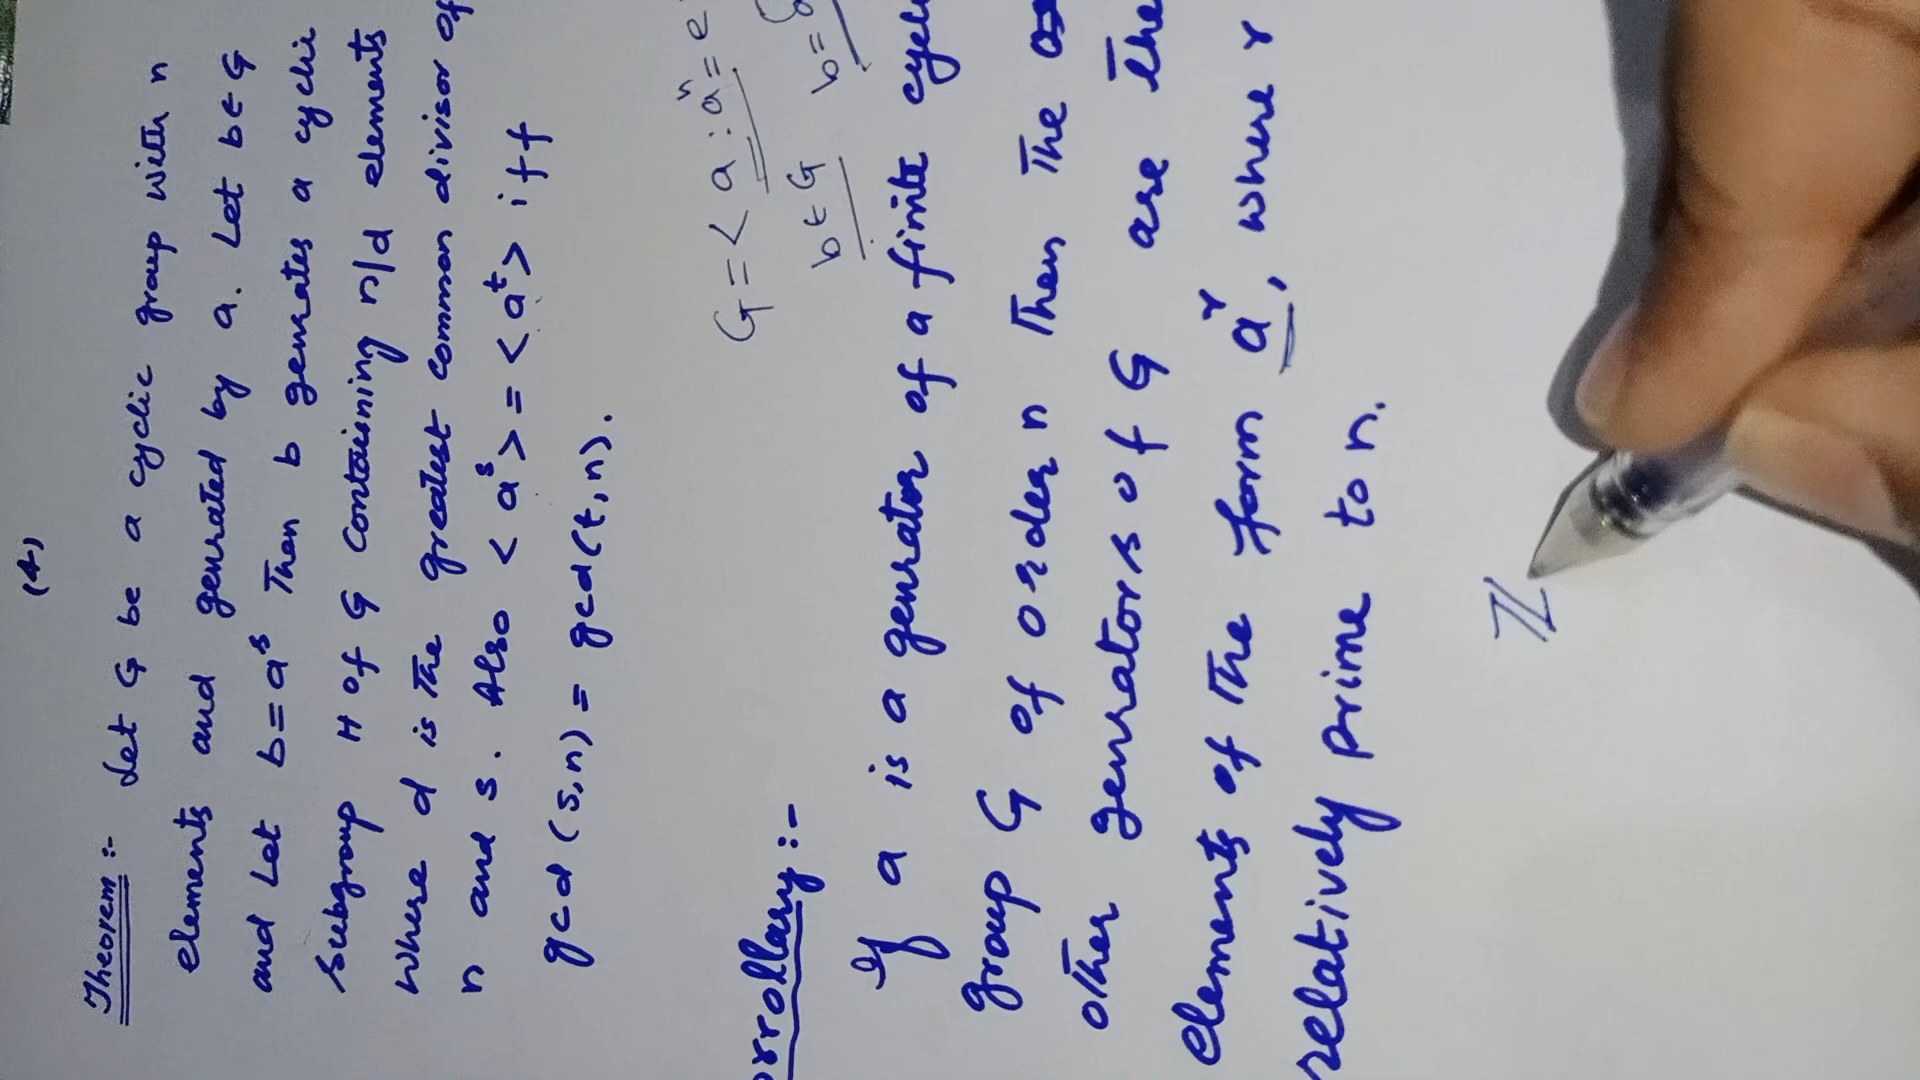 (4)
Theorem:- Let G be a cyclic group with n
elements and generated by a. Let b∈G
and Let b=a^s Then b generates a cyclic
subgroup H of G containing n/d elements
where d is the greatest common divisor of
n and s. Also <a^s> = <a^t> iff
gcd(s,n) = gcd(t,n).
G = <a : a^n = e
b∈G b=
If a is a generator of a finite
group G of order n Then The
other generators of G are the
elements of the form a^r, where r
relatively prime to n.
Z